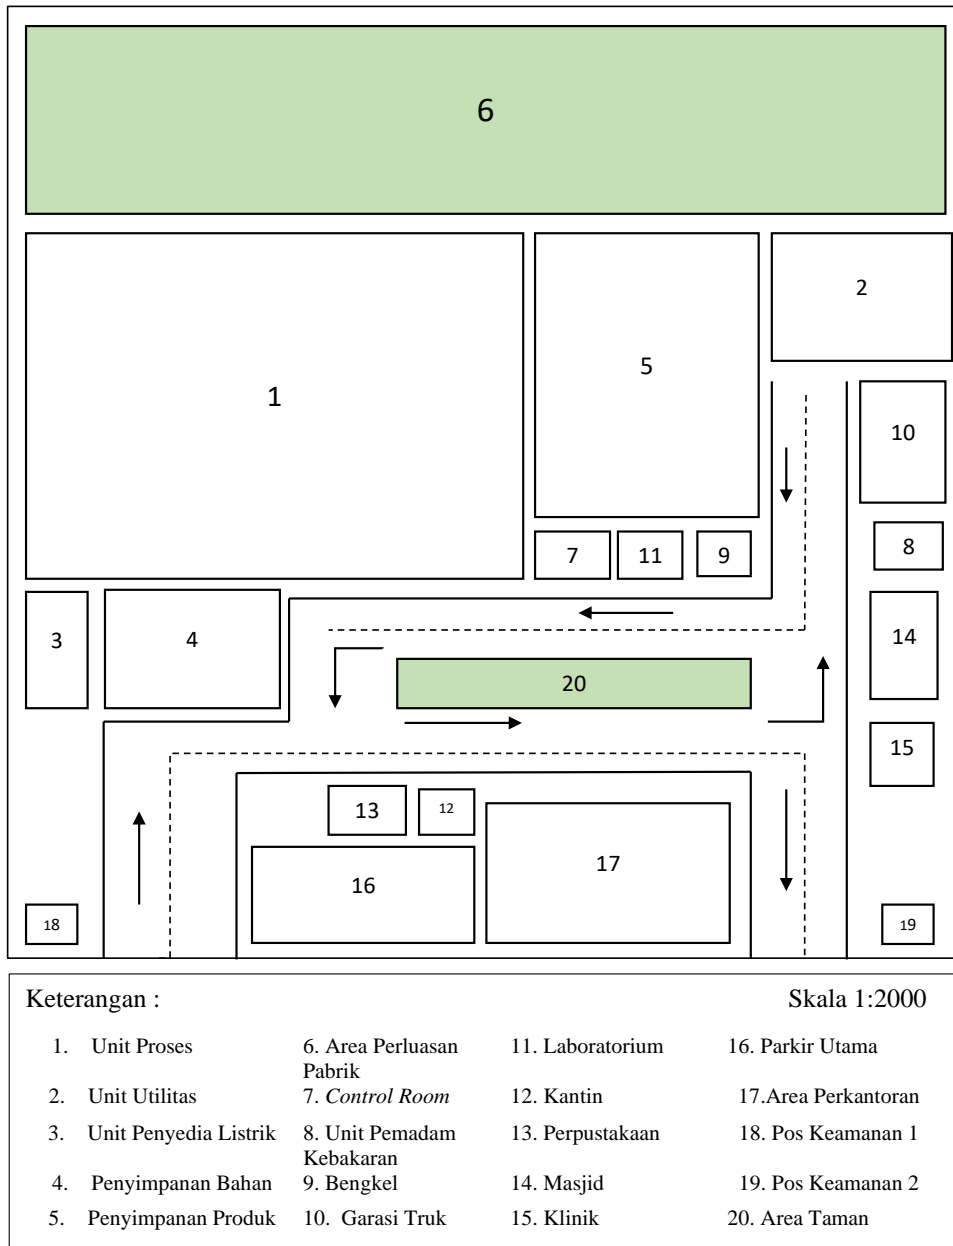 6
2
5
1
10
7
11
9
8
3
4
14
20
15
13
12
17
16
18
19
Keterangan :
Skala 1:2000
1. Unit Proses
6. Area Perluasan
Pabrik
11. Laboratorium
16. Parkir Utama
2. Unit Utilitas
7. Control Room
12. Kantin
17.Area Perkantoran
3. Unit Penyedia Listrik
8. Unit Pemadam
Kebakaran
13. Perpustakaan
18. Pos Keamanan 1
4. Penyimpanan Bahan
9. Bengkel
14. Masjid
19. Pos Keamanan 2
5. Penyimpanan Produk
10. Garasi Truk
15. Klinik
20. Area Taman